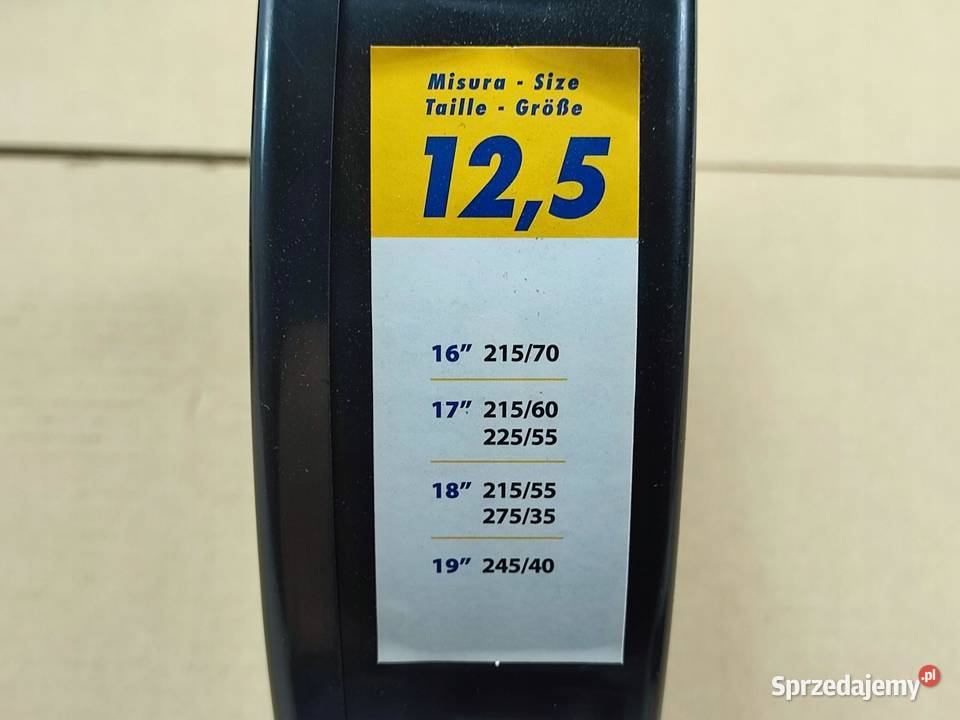 Misura - Size
Taille - Größe
12,5
16” 215/70
17” 215/60
225/55
18” 215/55
275/35
19” 245/40
Sprzedajemy.pl